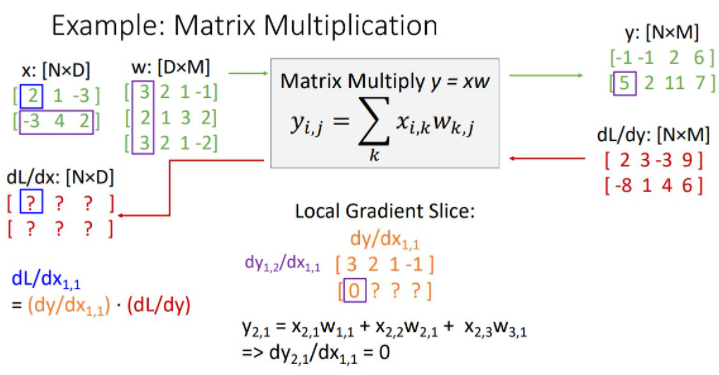 Example: Matrix Multiplication
x: [N×D]
[ 2 1 -3 ]
[ -3 4 2 ]
w: [D×M]
[ 3 2 1 -1]
[ 2 1 3 2]
[ 3 2 1 -2]
Matrix Multiply y = xw
y_{i,j} = ∑_k x_{i,k}w_{k,j}
y: [N×M]
[-1 -1 2 6]
[5 2 11 7]
dL/dy: [N×M]
[ 2 3 -3 9]
[ -8 1 4 6]
dL/dx: [N×D]
[ ? ? ? ]
[ ? ? ? ]
dL/dx_{1,1}
= (dy/dx_{1,1}) · (dL/dy)
Local Gradient Slice:
dy/dx_{1,1}
dy_{1,2}/dx_{1,1} [ 3 2 1 -1 ]
[ 0 ? ? ? ]
y_{2,1} = x_{2,1}w_{1,1} + x_{2,2}w_{2,1} + x_{2,3}w_{3,1}
=> dy_{2,1}/dx_{1,1} = 0